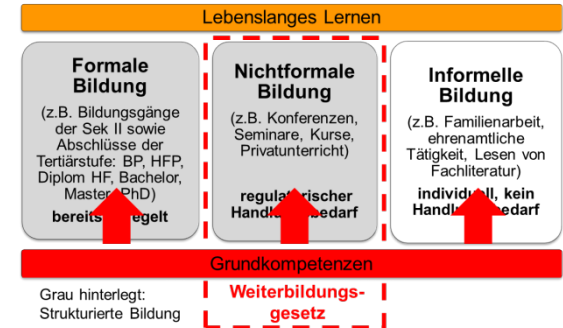 Lebenslanges Lernen
Formale
Bildung
(z.B. Bildungsgänge
der Sek II sowie
Abschlüsse der
Tertiärstufe: BP, HFP,
Diplom HF, Bachelor,
Master, PhD)
bereits
Nichtformale
Bildung
(z.B. Konferenzen,
Seminare, Kurse,
Privatunterricht)
regulatorischer
Informelle
Bildung
(z.B. Familienarbeit,
ehrenamtliche
Tätigkeit, Lesen von
Fachliteratur)
individuell, kein
Handlungsbedarf
Grundkompetenzen
Grau hinterlegt:
Strukturierte Bildung
Weiterbildungs-
gesetz